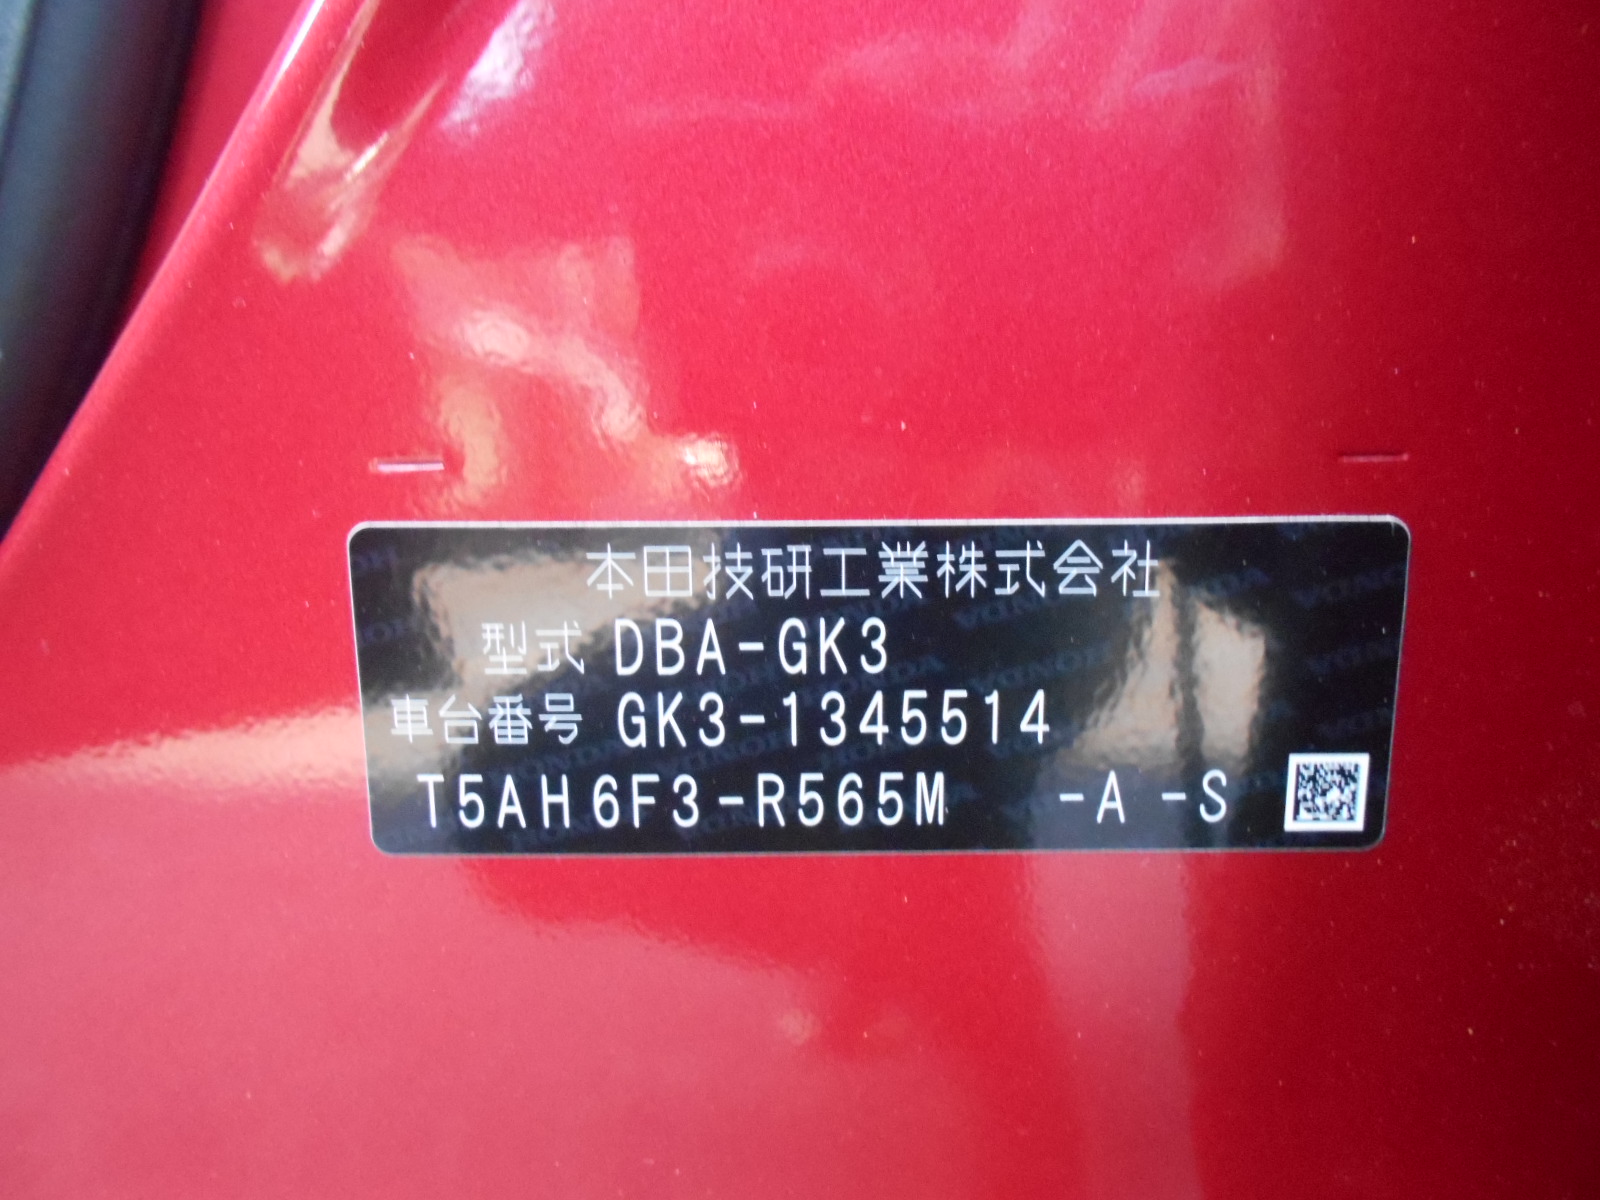 本田技研工業株式会社
型式 DBA-GK3
車台番号 GK3-1345514
T5AH6F3-R565M -A -S